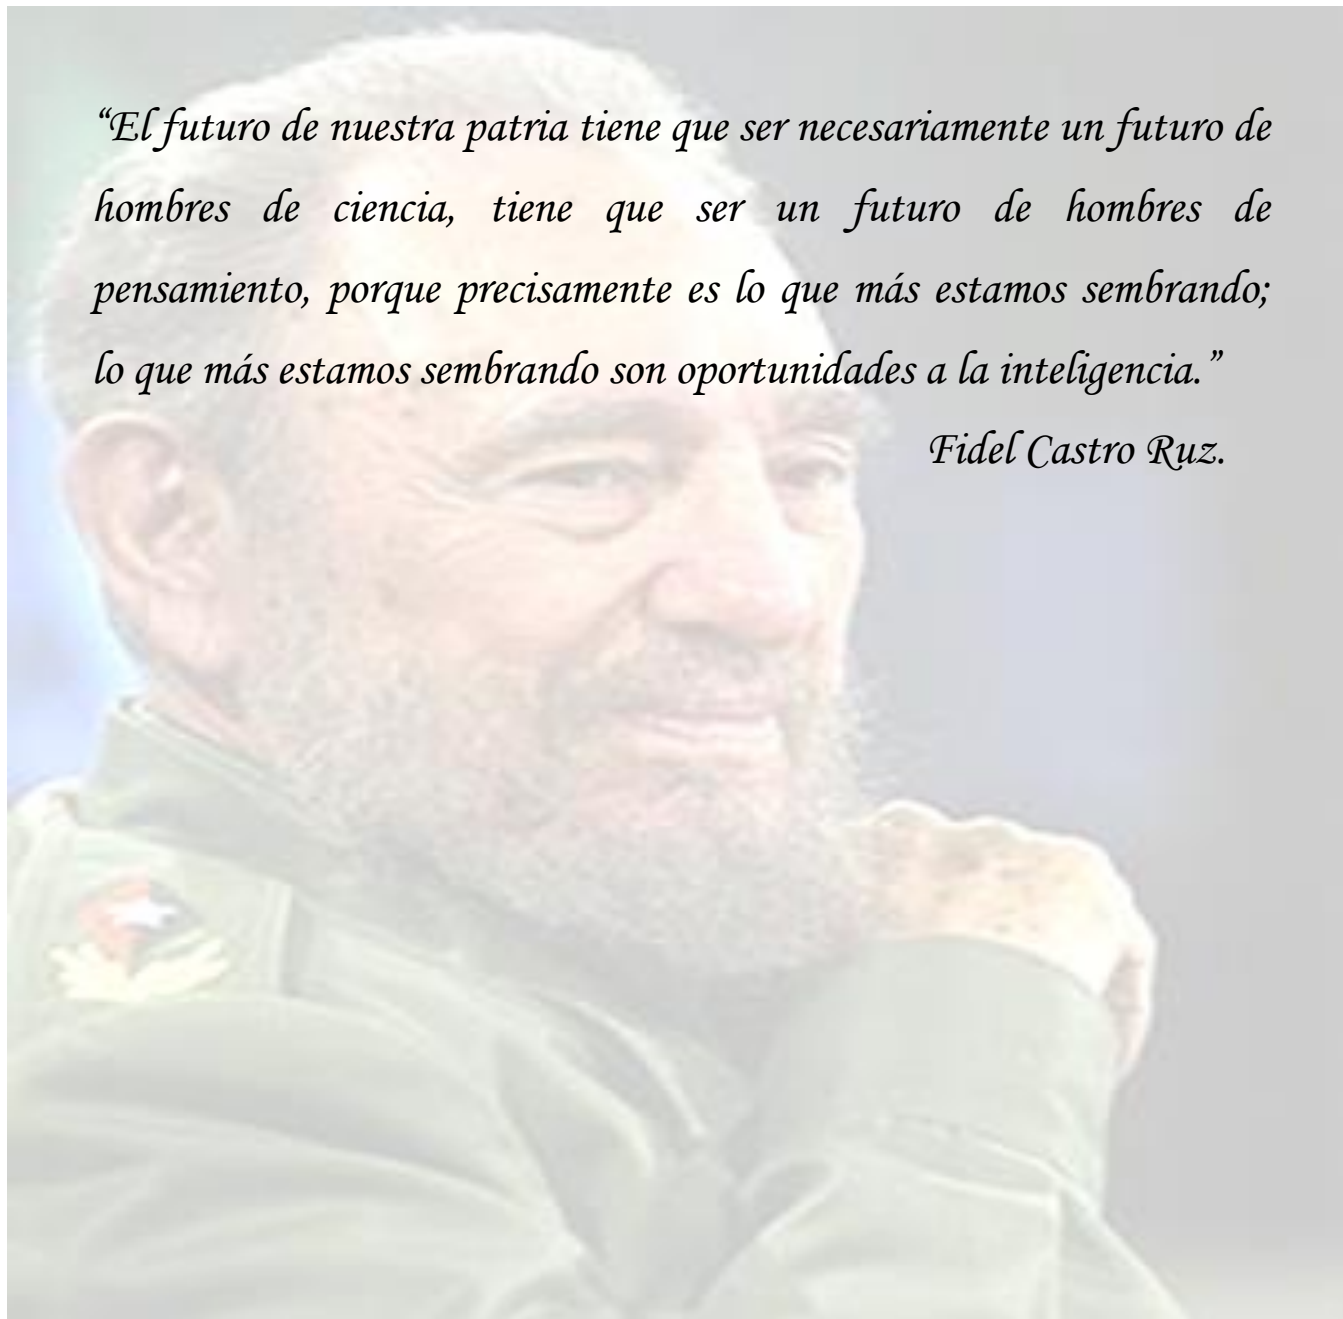 “El futuro de nuestra patria tiene que ser necesariamente un futuro de
hombres de ciencia, tiene que ser un futuro de hombres de
pensamiento, porque precisamente es lo que más estamos sembrando;
lo que más estamos sembrando son oportunidades a la inteligencia.”
Fidel Castro Ruz.